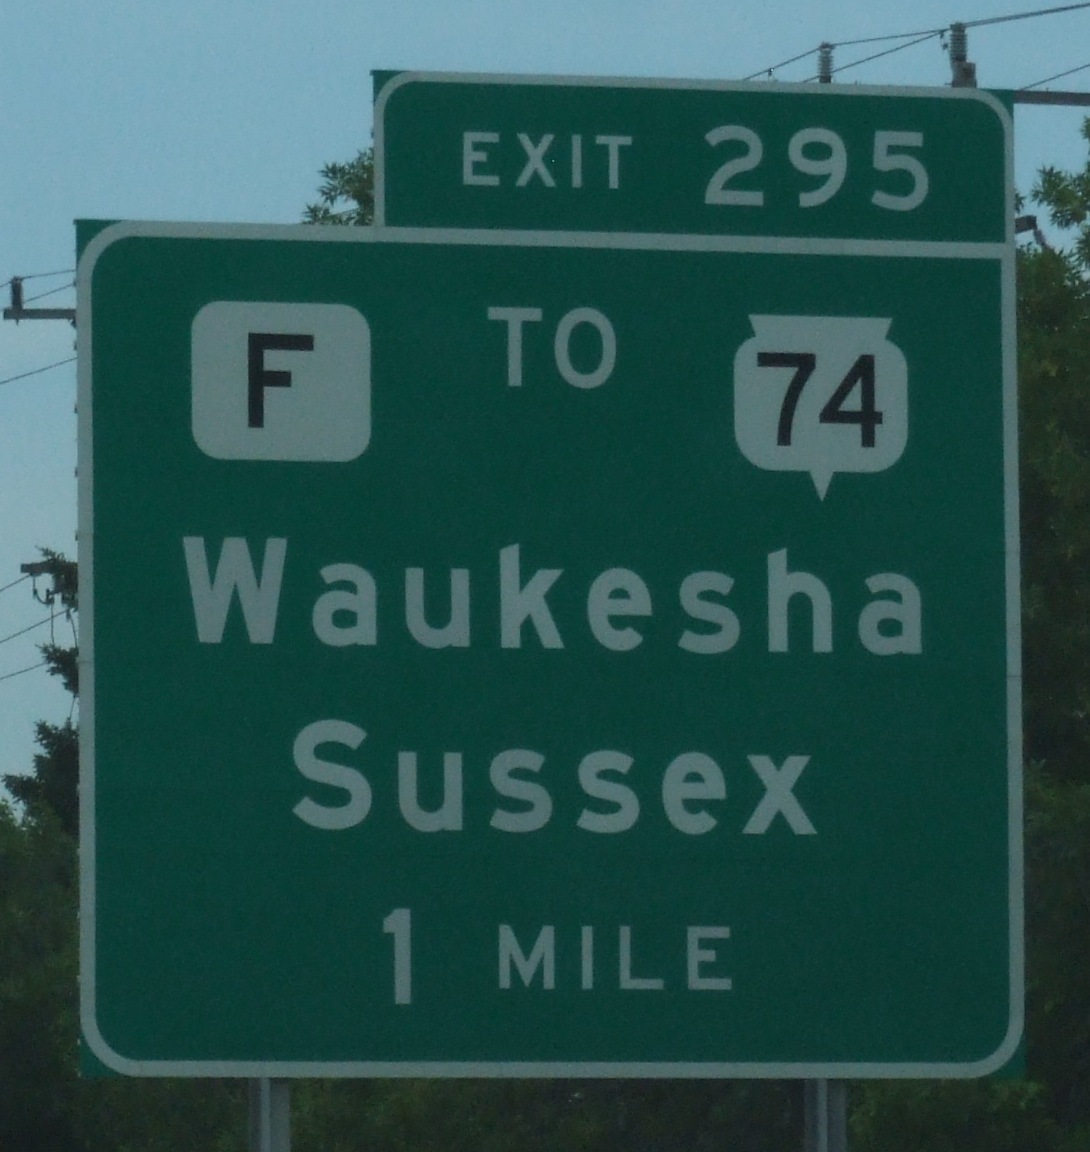 EXIT 295
F TO 74
Waukesha
Sussex
1 MILE